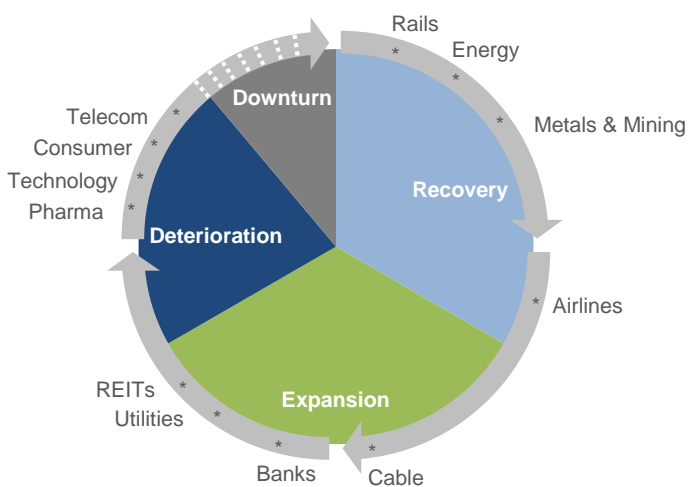 Rails
Energy
Metals & Mining
Airlines
Cable
Banks
Utilities
REITs
Pharma
Technology
Consumer
Telecom
Downturn
Recovery
Deterioration
Expansion
*
*
*
*
*
*
*
*
*
*
*
*